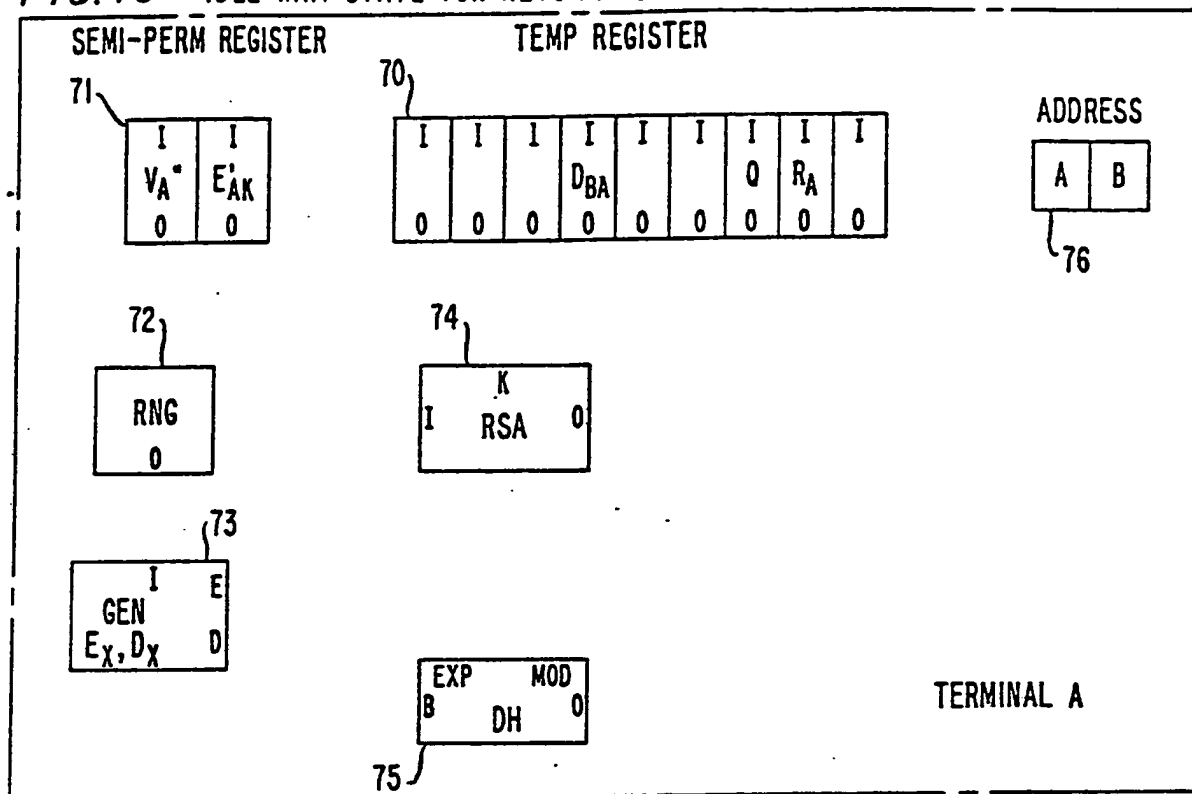 SEMI-PERM REGISTER
TEMP REGISTER
71
70
I I
V_A" E'_AK
0 0
I I 1 I I I I I I
D_BA Q R_A
0 0 0 0 0 0 0 0 0
ADDRESS
A B
76
72
RNG
0
74
K
I RSA 0
73
I E
GEN
E_X, D_X D
EXP MOD
B DH 0
75
TERMINAL A